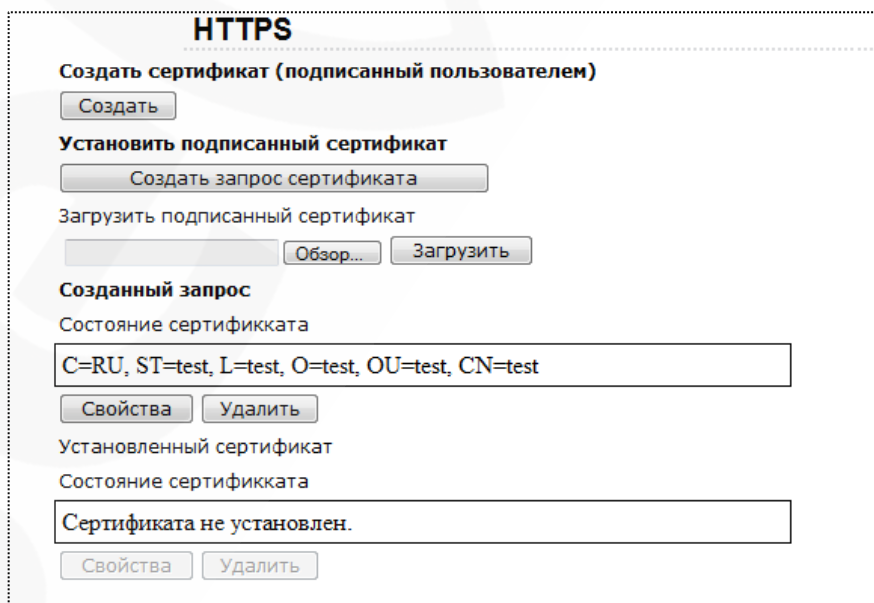 HTTPS
Создать сертификат (подписанный пользователем)
Создать
Установить подписанный сертификат
Создать запрос сертификата
Загрузить подписанный сертификат
Обзор... Загрузить
Созданный запрос
Состояние сертификката
C=RU, ST=test, L=test, O=test, OU=test, CN=test
Свойства Удалить
Установленный сертификат
Состояние сертификката
Сертификата не установлен.
Свойства Удалить